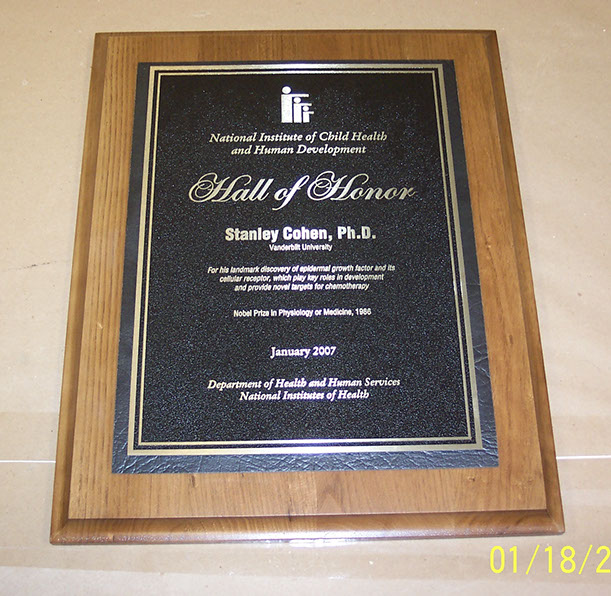 National Institute of Child Health
and Human Development
Hall of Honor
Stanley Cohen, Ph.D.
Vanderbilt University
For his landmark discovery of epidermal growth factor and its
cellular receptor, which play key roles in development
and provide novel targets for chemotherapy
Nobel Prize in Physiology or Medicine, 1986
January 2007
Department of Health and Human Services
National Institutes of Health
01/18/2